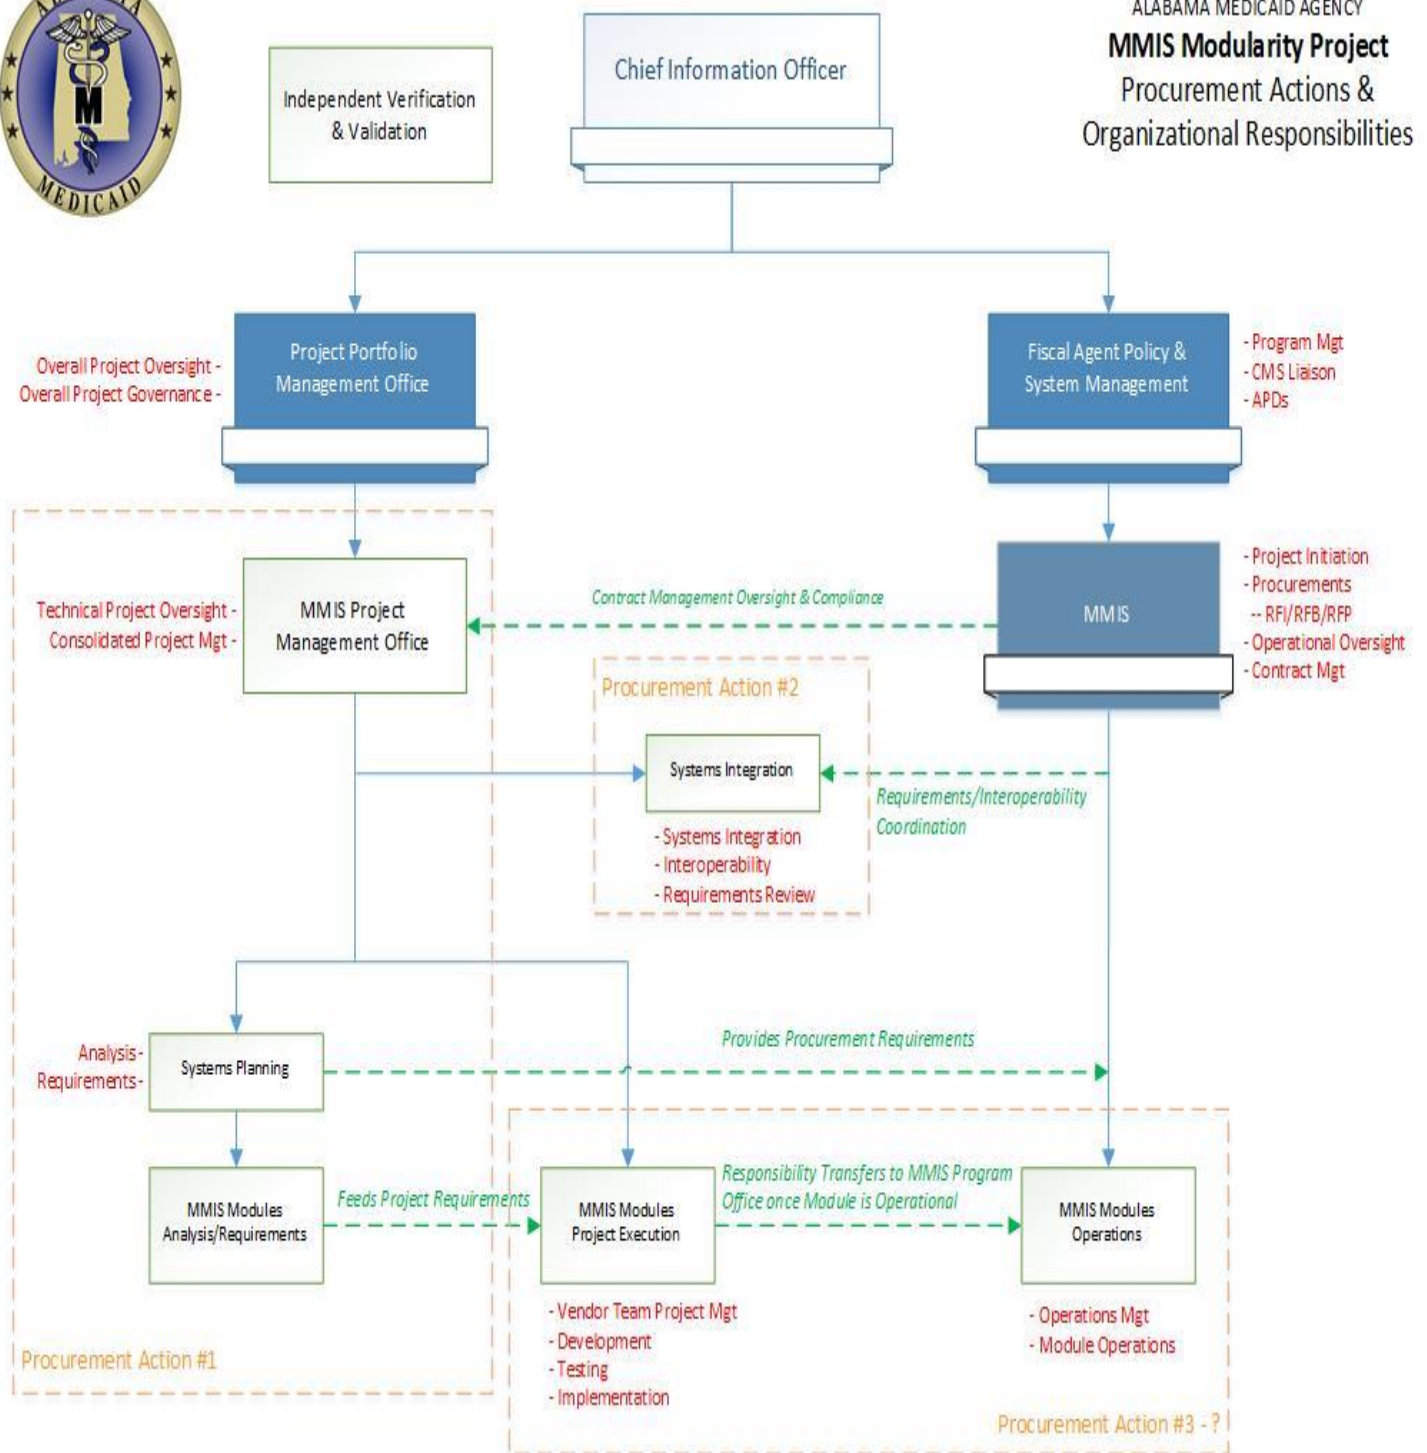 M
MEDICAID
Independent Verification
& Validation
Chief Information Officer
ALABAMA MEDICAID AGENCY
MMIS Modularity Project
Procurement Actions &
Organizational Responsibilities
Overall Project Oversight -
Overall Project Governance -
Project Portfolio
Management Office
Fiscal Agent Policy &
System Management
- Program Mgt
- CMS Liaison
- APDs
Technical Project Oversight -
Consolidated Project Mgt -
MMIS Project
Management Office
Contract Management Oversight & Compliance
MMIS
- Project Initiation
- Procurements
-- RFI/RFB/RFP
- Operational Oversight
- Contract Mgt
Procurement Action #2
Systems Integration
- Systems Integration
- Interoperability
- Requirements Review
Requirements/Interoperability
Coordination
Analysis-
Requirements-
Systems Planning
Provides Procurement Requirements
MMIS Modules
Analysis/Requirements
Feeds Project Requirements
MMIS Modules
Project Execution
Responsibility Transfers to MMIS Program
Office once Module is Operational
MMIS Modules
Operations
- Vendor Team Project Mgt
- Development
- Testing
- Implementation
- Operations Mgt
- Module Operations
Procurement Action #1
Procurement Action #3 - ?